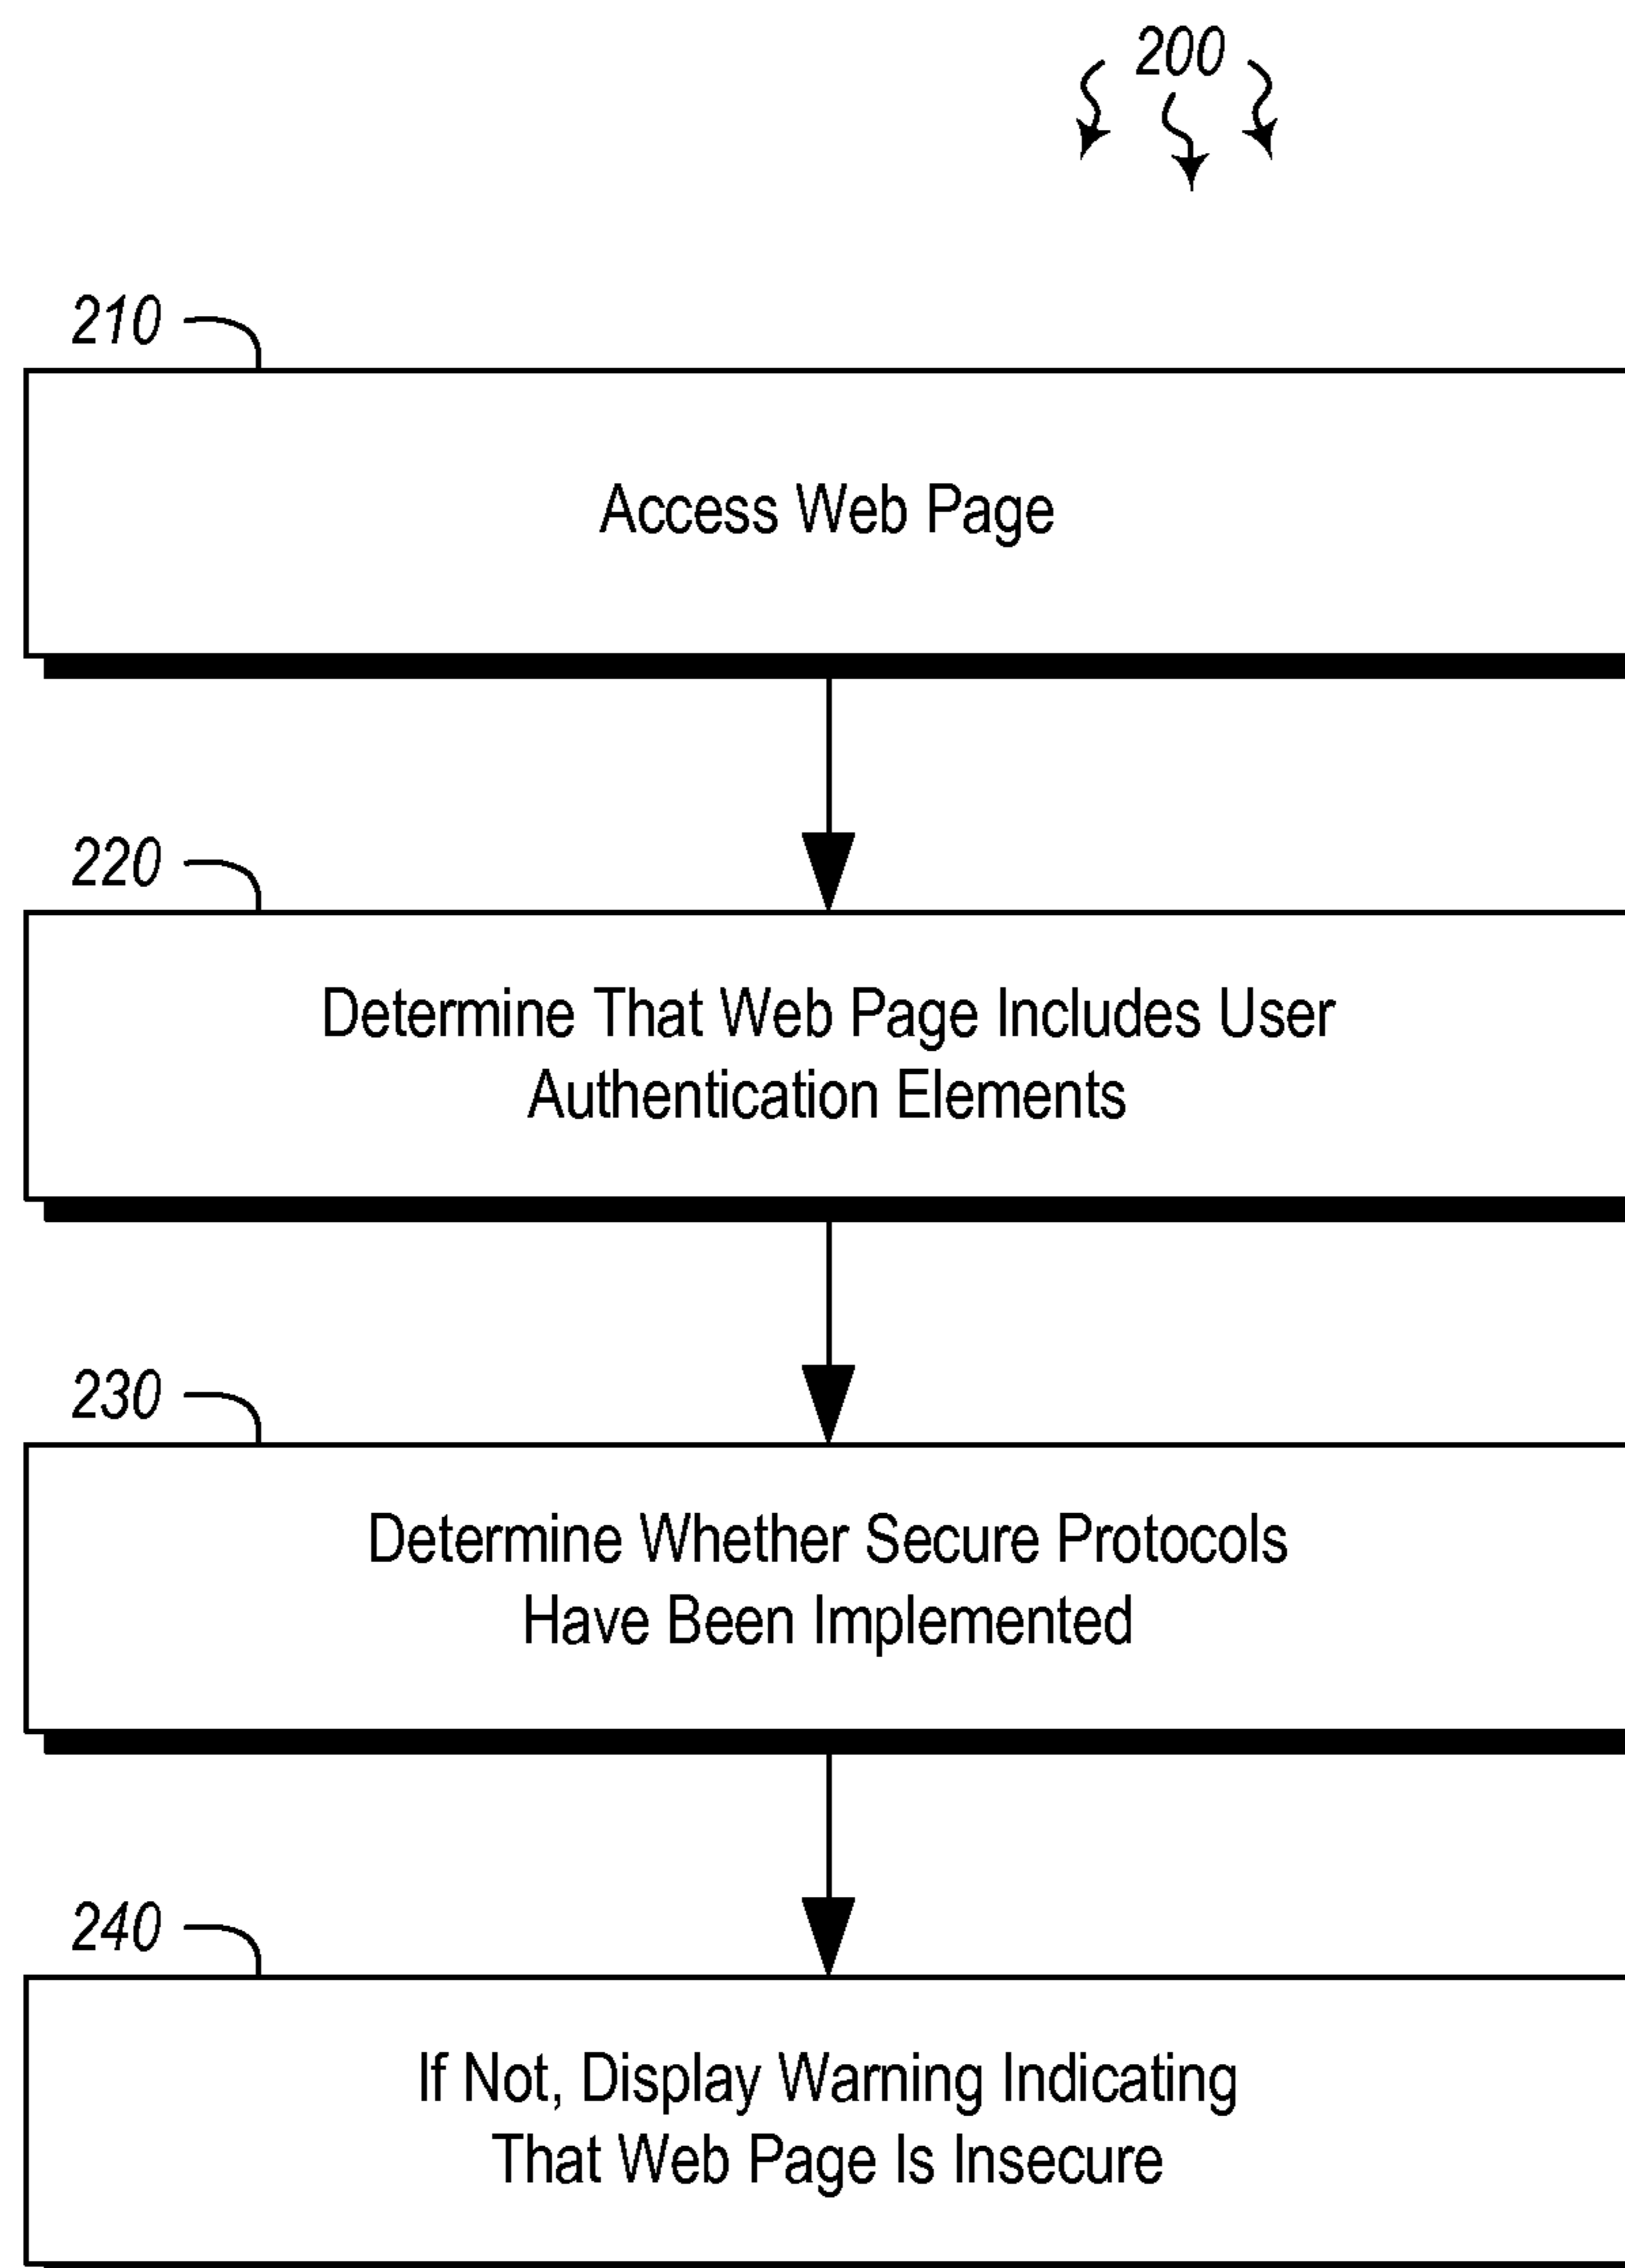 200
210
Access Web Page
220
Determine That Web Page Includes User
Authentication Elements
230
Determine Whether Secure Protocols
Have Been Implemented
240
If Not, Display Warning Indicating
That Web Page Is Insecure